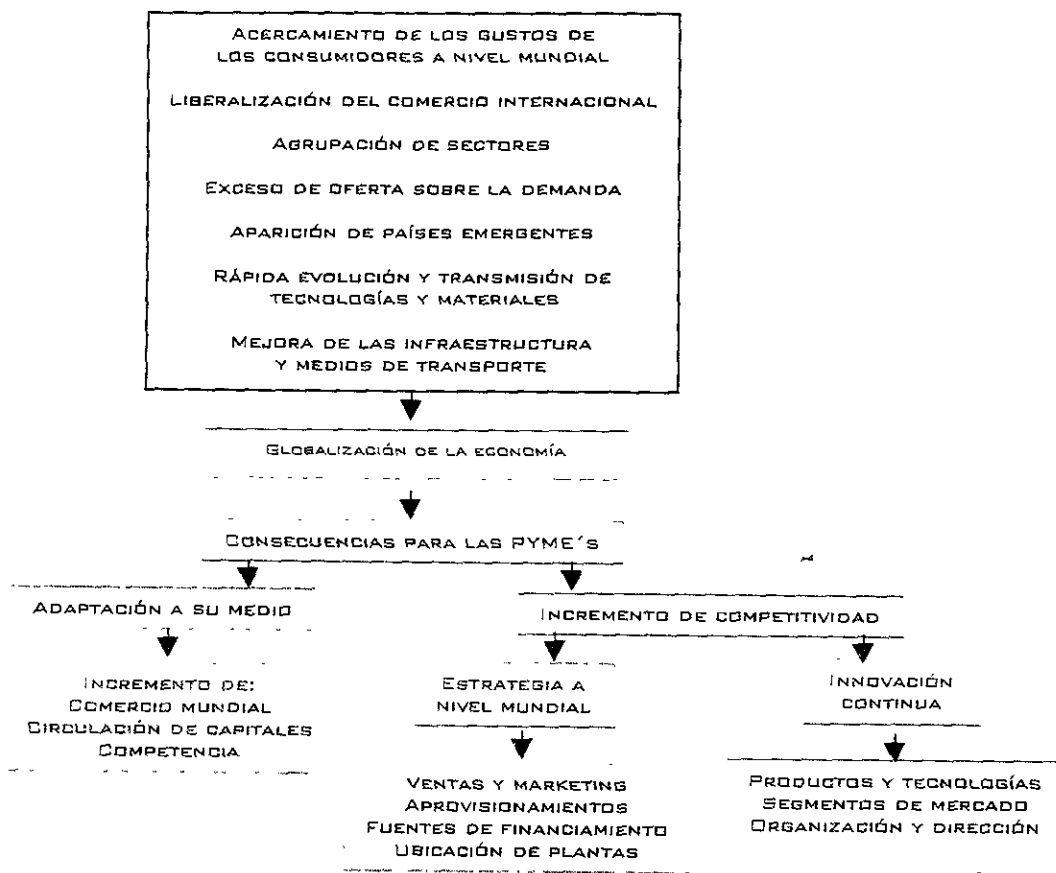 ACERCAMIENTO DE LOS GUSTOS DE
LOS CONSUMIDORES A NIVEL MUNDIAL
LIBERALIZACIÓN DEL COMERCIO INTERNACIONAL
AGRUPACIÓN DE SECTORES
EXCESO DE OFERTA SOBRE LA DEMANDA
APARICIÓN DE PAÍSES EMERGENTES
RÁPIDA EVOLUCIÓN Y TRANSMISIÓN DE
TECNOLOGÍAS Y MATERIALES
MEJORA DE LAS INFRAESTRUCTURA
Y MEDIOS DE TRANSPORTE
GLOBALIZACIÓN DE LA ECONOMÍA
CONSECUENCIAS PARA LAS PYME´S
ADAPTACIÓN A SU MEDIO
INCREMENTO DE COMPETITIVIDAD
INCREMENTO DE:
COMERCIO MUNDIAL
CIRCULACIÓN DE CAPITALES
COMPETENCIA
ESTRATEGIA A
NIVEL MUNDIAL
INNOVACIÓN
CONTINUA
VENTAS Y MARKETING
APROVISIONAMIENTOS
FUENTES DE FINANCIAMIENTO
UBICACIÓN DE PLANTAS
PRODUCTOS Y TECNOLOGÍAS
SEGMENTOS DE MERCADO
ORGANIZACIÓN Y DIRECCIÓN